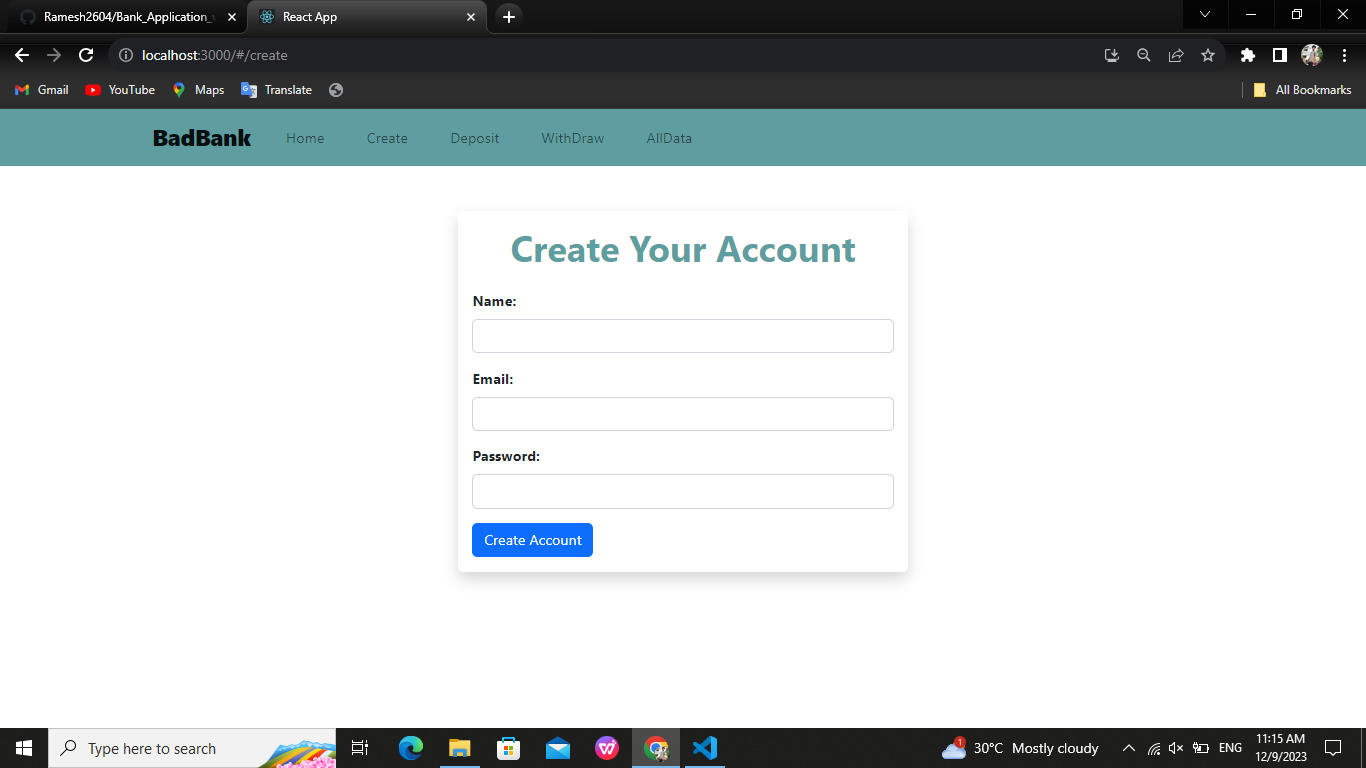 Ramesh2604/Bank_Application_
React App
localhost:3000/#/create
Gmail
YouTube
Maps
Translate
All Bookmarks
BadBank
Home
Create
Deposit
WithDraw
AllData
Create Your Account
Name:
Email:
Password:
Create Account
Type here to search
1
30°C Mostly cloudy
ENG
11:15 AM
12/9/2023